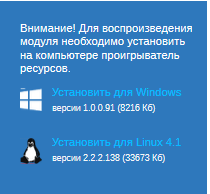 Внимание! Для воспроизведения
модуля необходимо установить
на компьютере проигрыватель
ресурсов.
Установить для Windows
версии 1.0.0.91 (8216 Кб)
Установить для Linux 4.1
версии 2.2.2.138 (33673 Кб)